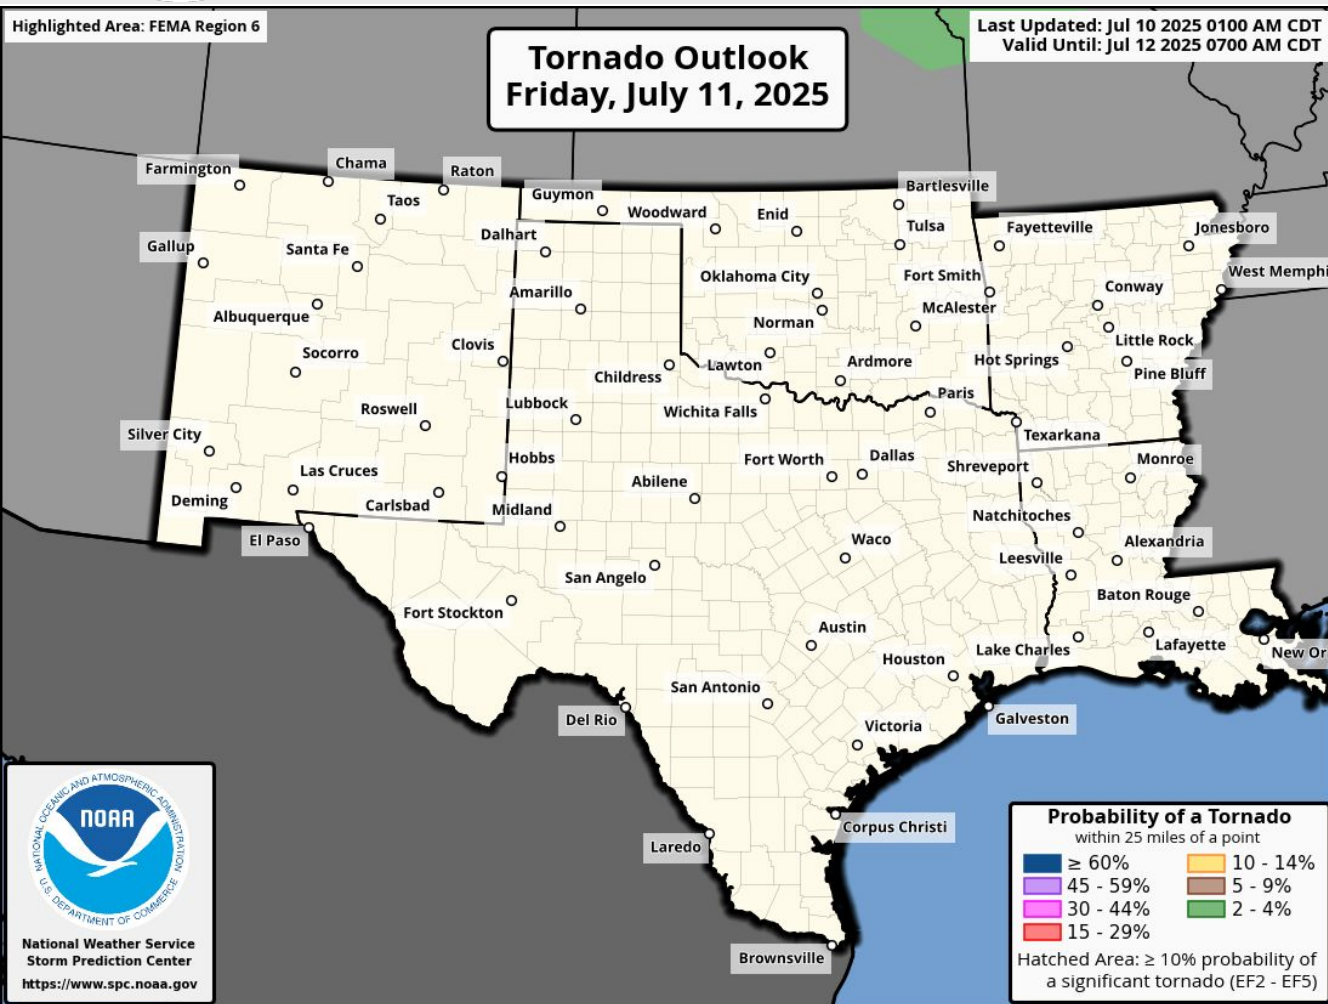 Highlighted Area: FEMA Region 6
Last Updated: Jul 10 2025 0100 AM CDT
Valid Until: Jul 12 2025 0700 AM CDT
Tornado Outlook
Friday, July 11, 2025
Farmington
Chama
Raton
Taos
Guymon
Woodward
Enid
Bartlesville
Tulsa
Fayetteville
Jonesboro
Gallup
Santa Fe
Dalhart
Oklahoma City
Fort Smith
West Memphi
Amarillo
Conway
Albuquerque
Norman
McAlester
Socorro
Clovis
Little Rock
Childress
Lawton
Ardmore
Hot Springs
Pine Bluff
Roswell
Lubbock
Wichita Falls
Paris
Silver City
Texarkana
Las Cruces
Hobbs
Abilene
Fort Worth
Dallas
Shreveport
Monroe
Deming
Carlsbad
Midland
Natchitoches
El Paso
Waco
Leesville
Alexandria
San Angelo
Fort Stockton
Baton Rouge
Austin
Lake Charles
Lafayette
New Or
Houston
San Antonio
Del Rio
Victoria
Galveston
Laredo
Corpus Christi
Brownsville
NATIONAL OCEANIC AND ATMOSPHERIC ADMINISTRATION
NOAA
U.S. DEPARTMENT OF COMMERCE
National Weather Service
Storm Prediction Center
https://www.spc.noaa.gov
Probability of a Tornado
within 25 miles of a point
≥ 60%
10 - 14%
45 - 59%
5 - 9%
30 - 44%
2 - 4%
15 - 29%
Hatched Area: ≥ 10% probability of
a significant tornado (EF2 - EF5)